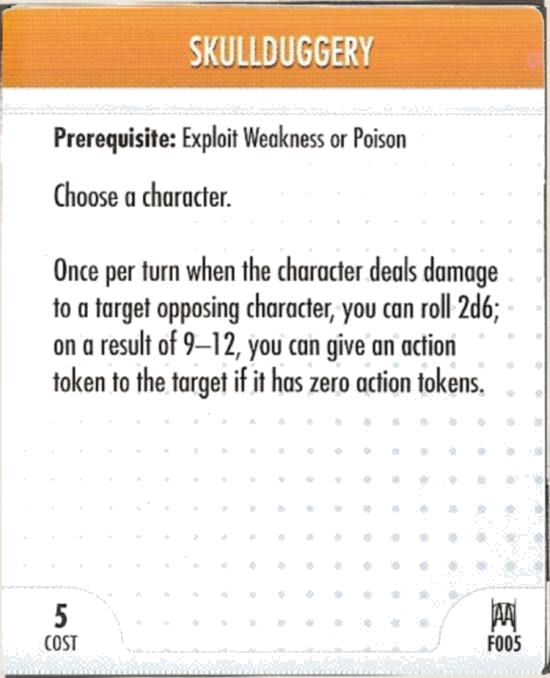 SKULLDUGGERY
Prerequisite: Exploit Weakness or Poison
Choose a character.
Once per turn when the character deals damage
to a target opposing character, you can roll 2d6;
on a result of 9–12, you can give an action
token to the target if it has zero action tokens.
5
COST
AA
F005